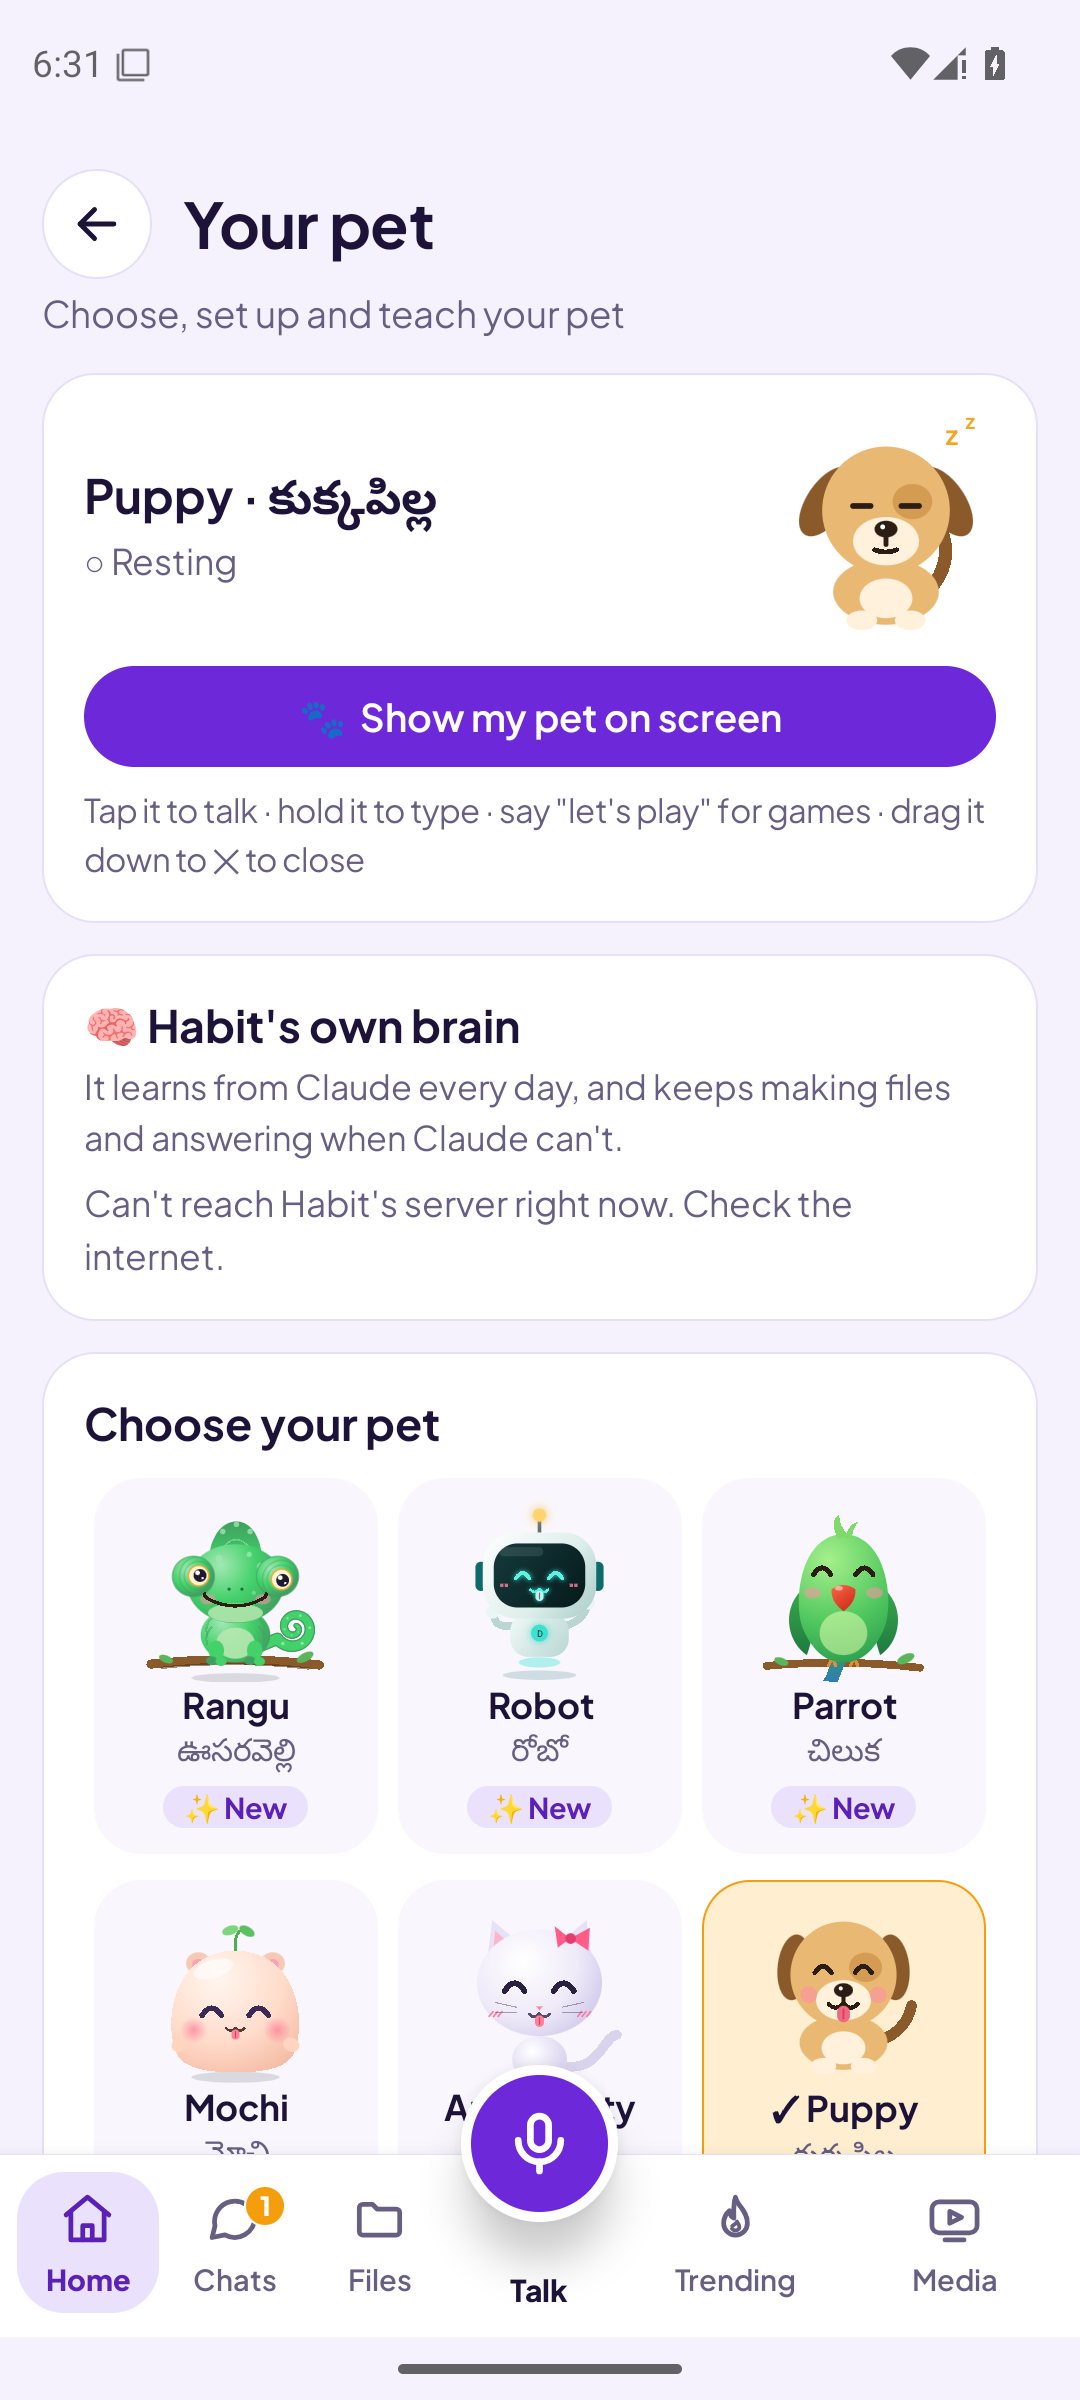 6:31
Your pet
Choose, set up and teach your pet
z z
Puppy · కుక్కపిల్ల
○ Resting
🐾 Show my pet on screen
Tap it to talk · hold it to type · say "let's play" for games · drag it
down to ✕ to close
🧠 Habit's own brain
It learns from Claude every day, and keeps making files
and answering when Claude can't.
Can't reach Habit's server right now. Check the
internet.
Choose your pet
D
Rangu
Robot
Parrot
ఊసరవెల్లి
రోబో
చిలుక
✨ New
✨ New
✨ New
Mochi
✓ Puppy
1
Home
Chats
Files
Talk
Trending
Media